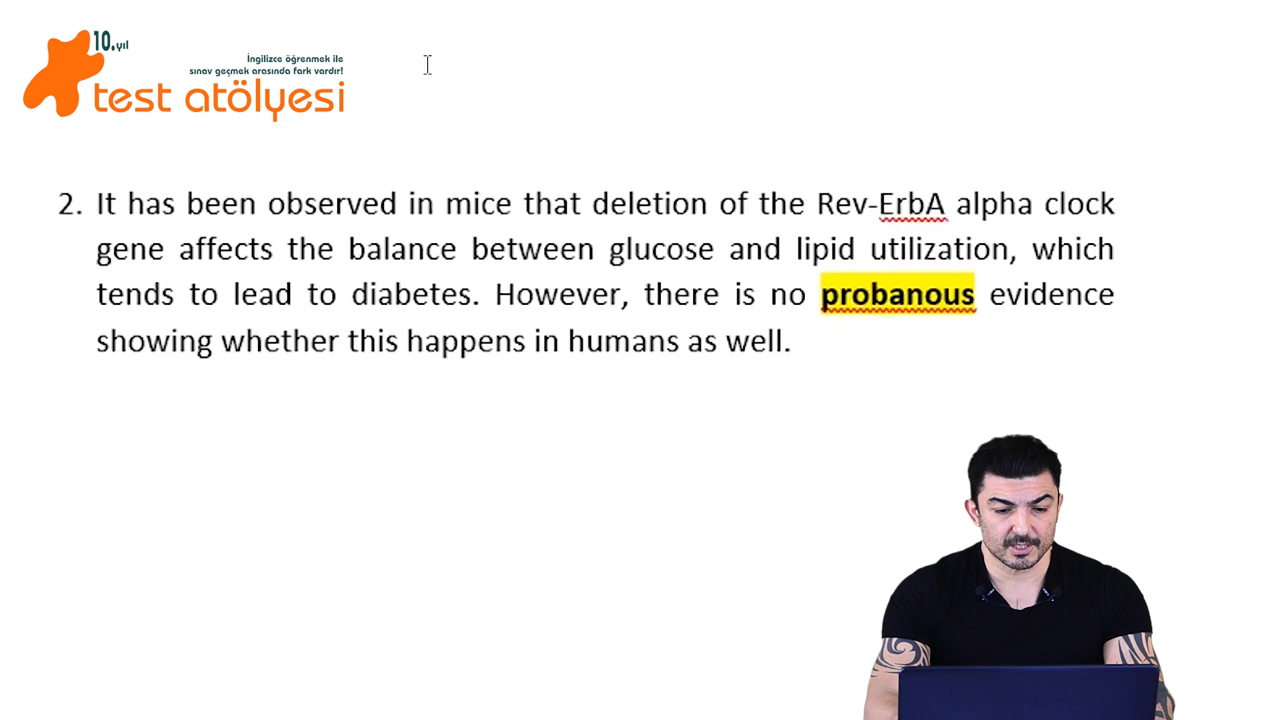 10.yıl
İngilizce öğrenmek ile
sınav geçmek arasında fark vardır!
test atölyesi
2. It has been observed in mice that deletion of the Rev-ErbA alpha clock
gene affects the balance between glucose and lipid utilization, which
tends to lead to diabetes. However, there is no probanous evidence
showing whether this happens in humans as well.